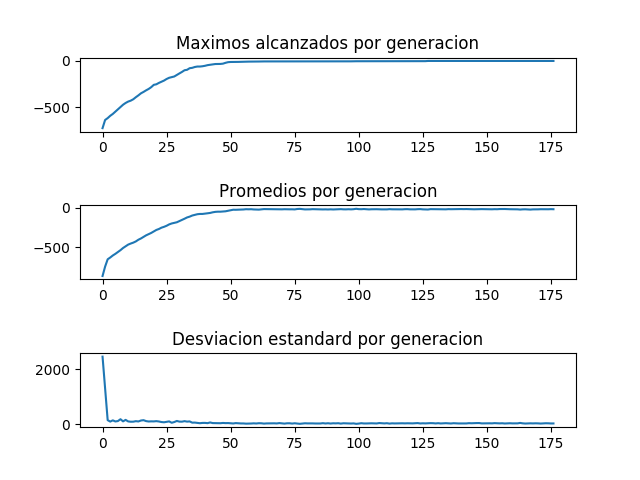 Maximos alcanzados por generacion
0
−500
0 25 50 75 100 125 150 175
Promedios por generacion
0
−500
0 25 50 75 100 125 150 175
Desviacion estandard por generacion
2000
0
0 25 50 75 100 125 150 175